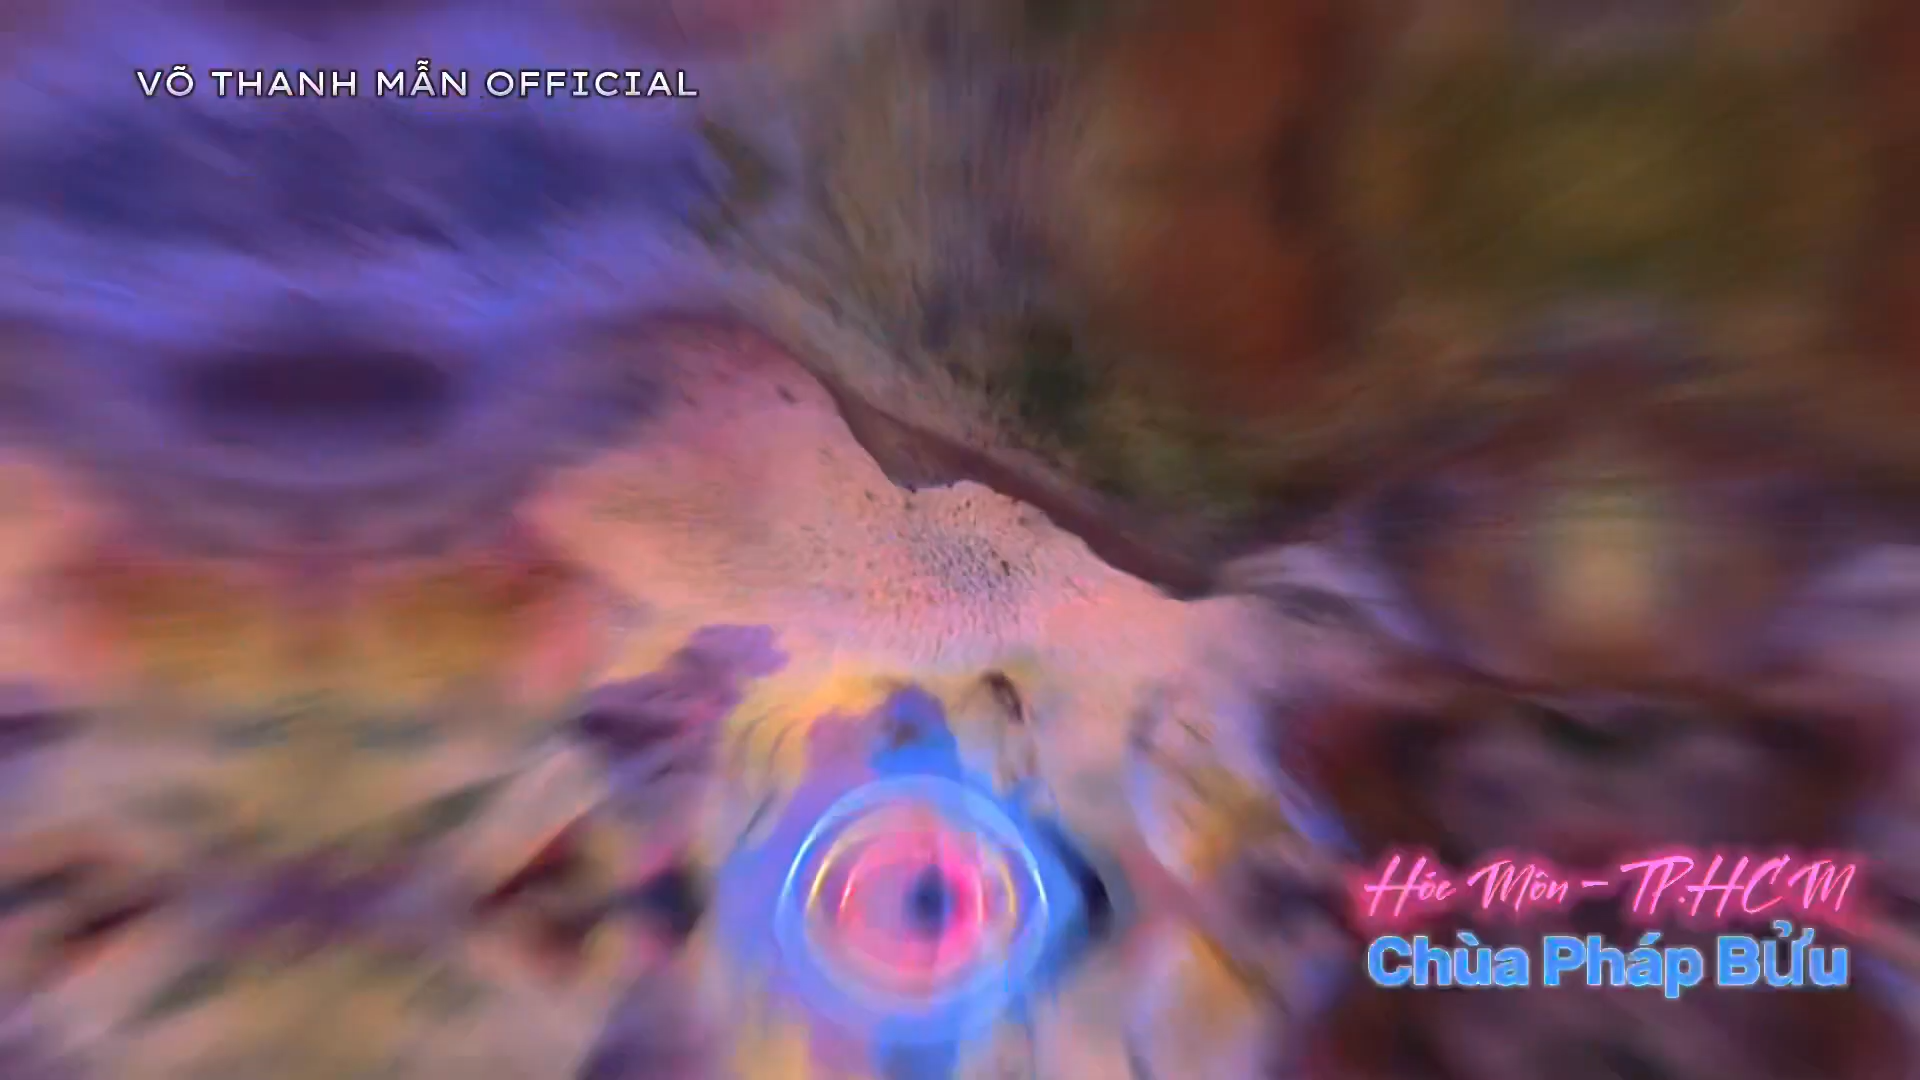 VÕ THANH MẪN OFFICIAL
Hóc Môn - TP.HCM
Chùa Pháp Bửu